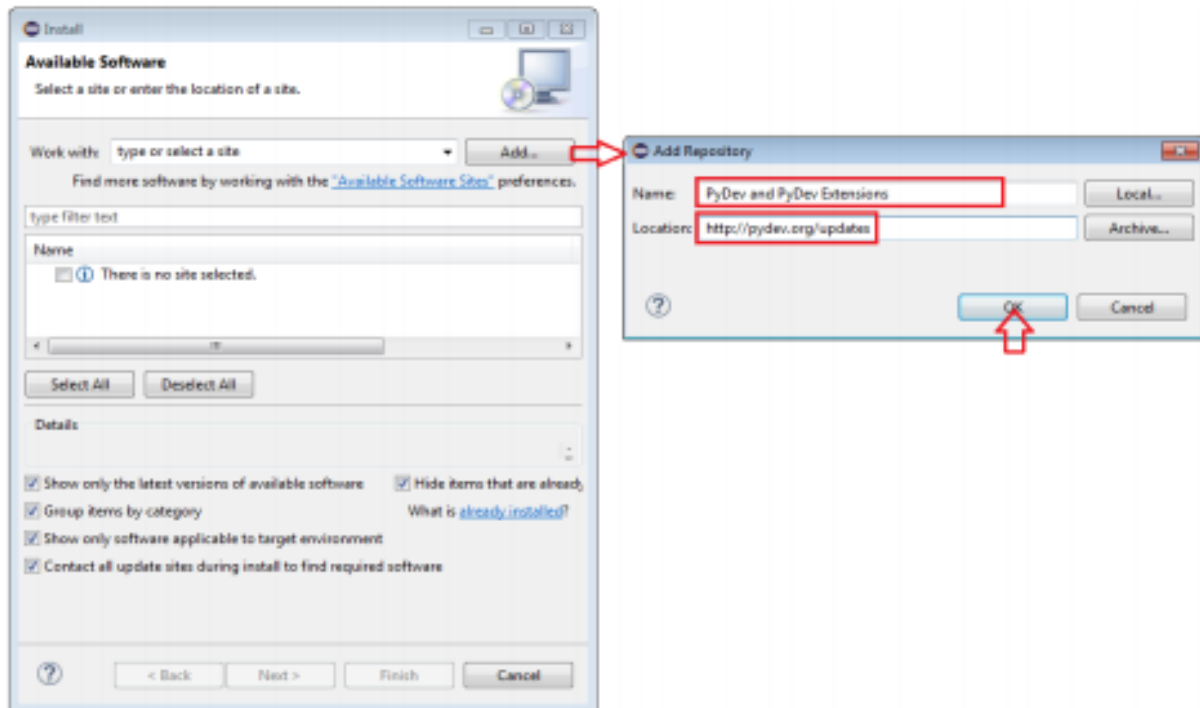 Install
Available Software
Select a site or enter the location of a site.
Work with: type or select a site Add...
Find more software by working with the "Available Software Sites" preferences.
type filter text
Name
There is no site selected.
Select All Deselect All
Details
Show only the latest versions of available software Hide items that are already
Group items by category What is already installed?
Show only software applicable to target environment
Contact all update sites during install to find required software
< Back Next > Finish Cancel
Add Repository
Name: PyDev and PyDev Extensions Local...
Location: http://pydev.org/updates Archive...
OK Cancel